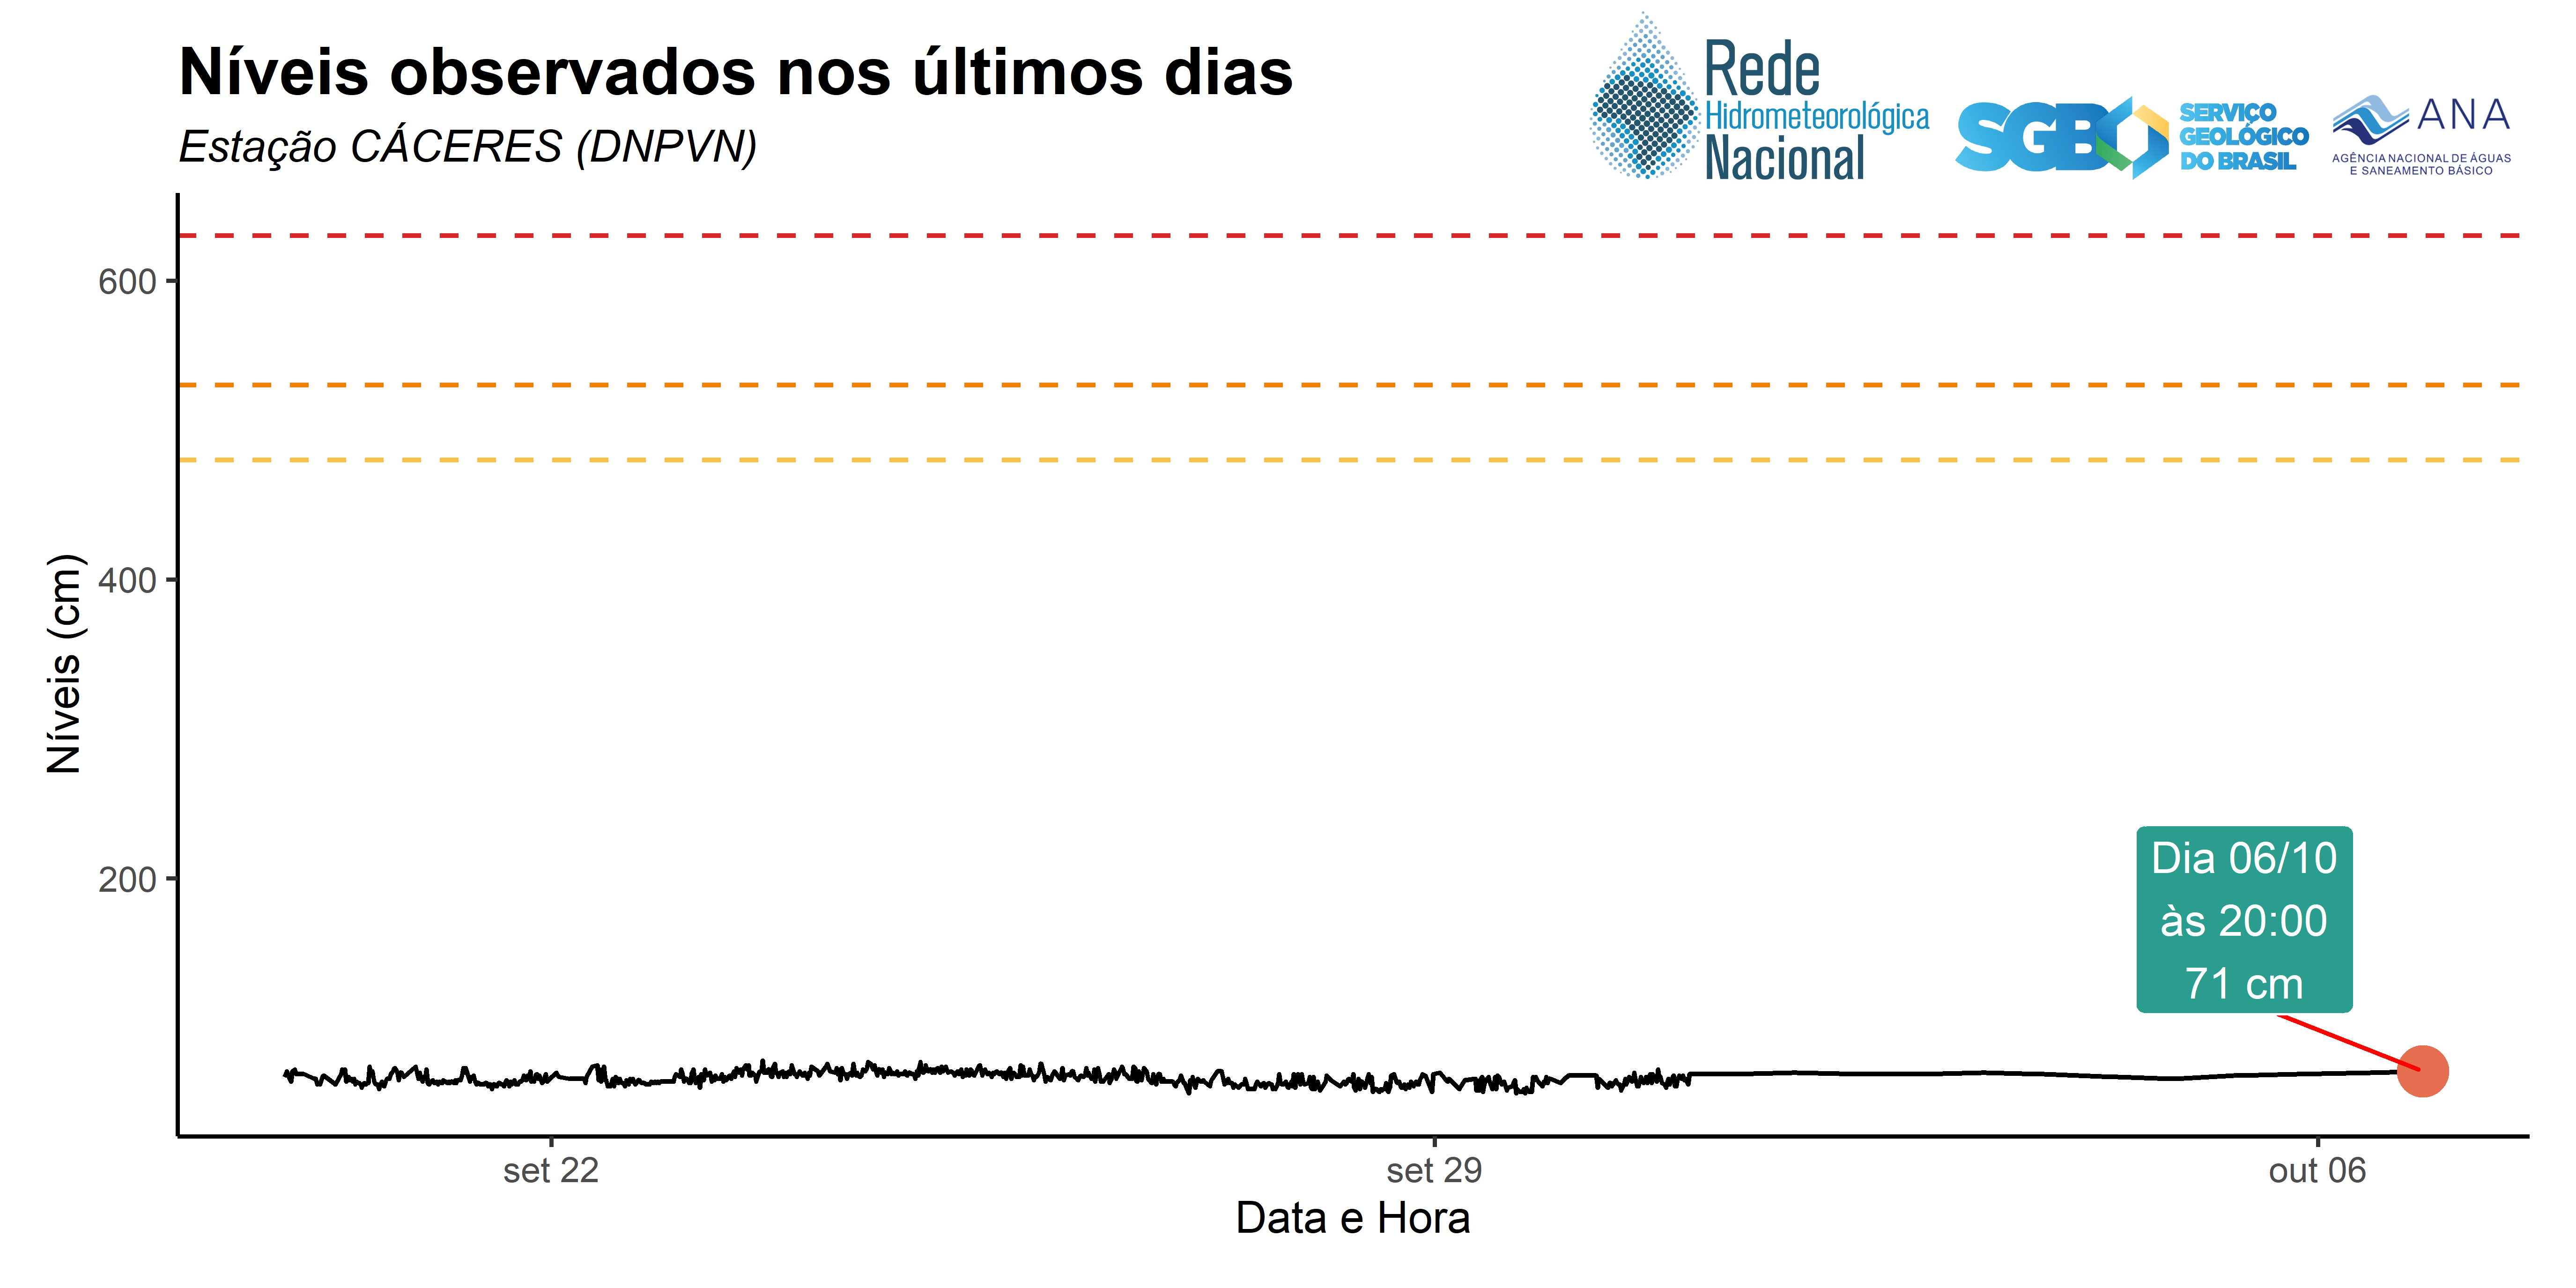 Níveis observados nos últimos dias
Estação CÁCERES (DNPVN)
Rede
Hidrometeorológica
Nacional
SGB
SERVIÇO
GEOLÓGICO
DO BRASIL
ANA
AGÊNCIA NACIONAL DE ÁGUAS
E SANEAMENTO BÁSICO
Níveis (cm)
600
400
200
Dia 06/10
às 20:00
71 cm
set 22
set 29
out 06
Data e Hora